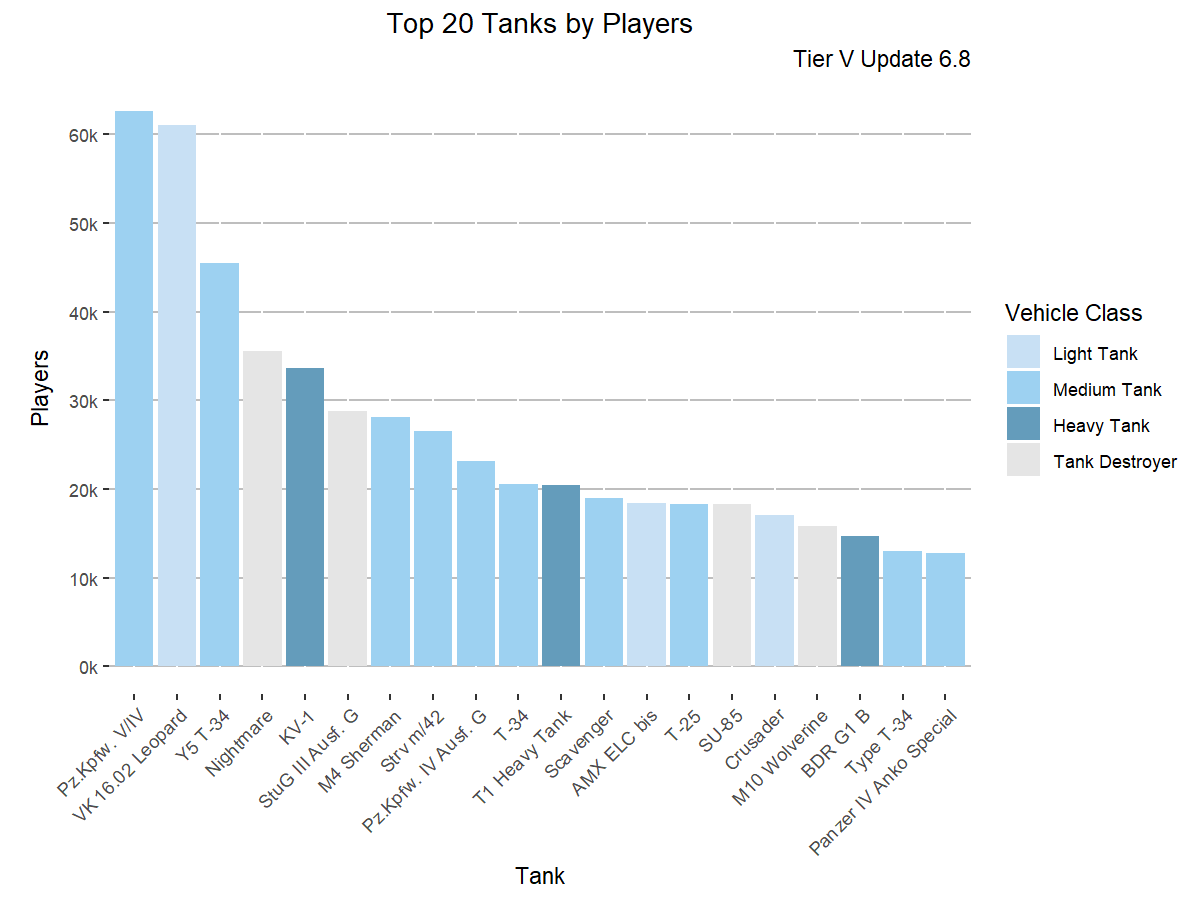 Top 20 Tanks by Players
Tier V Update 6.8
Players
60k
50k
40k
30k
20k
10k
0k
Pz.Kpfw. V/IV
VK 16.02 Leopard
Y5 T-34
Nightmare
KV-1
StuG III Ausf. G
M4 Sherman
Strv m/42
Pz.Kpfw. IV Ausf. G
T-34
T1 Heavy Tank
Scavenger
AMX ELC bis
T-25
SU-85
Crusader
M10 Wolverine
BDR G1 B
Type T-34
Panzer IV Anko Special
Tank
Vehicle Class
Light Tank
Medium Tank
Heavy Tank
Tank Destroyer